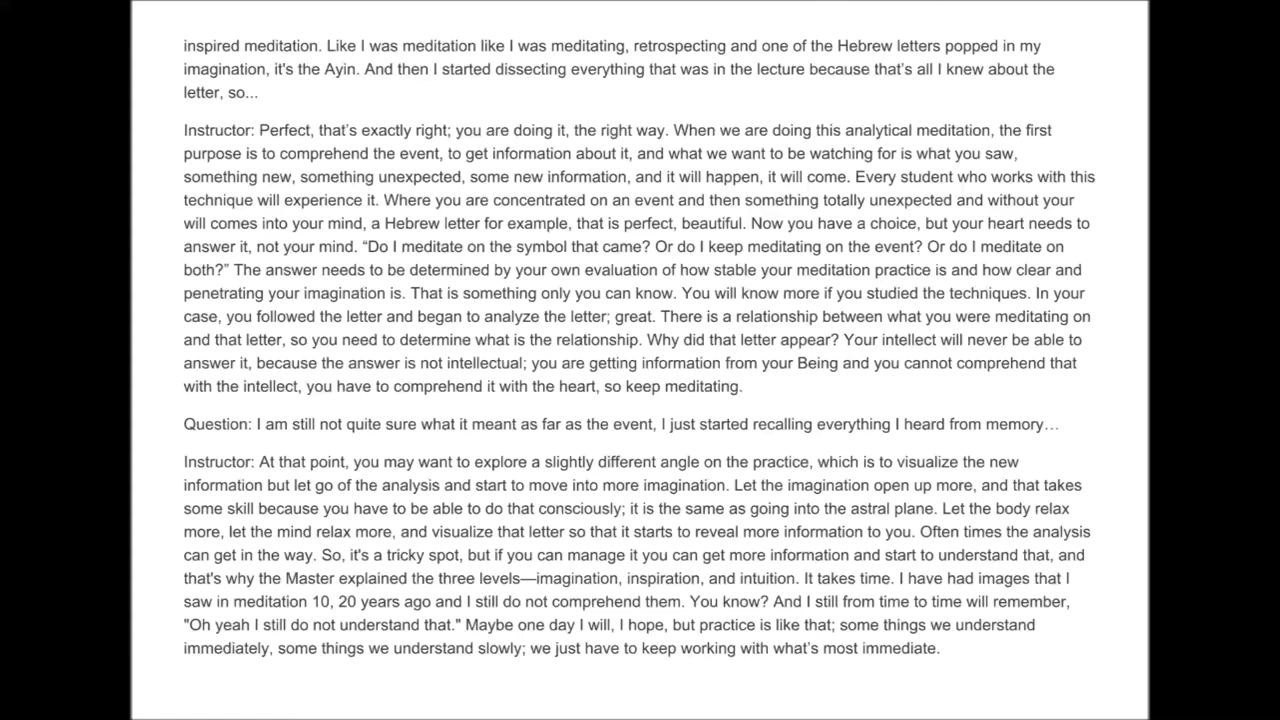 inspired meditation. Like I was meditation like I was meditating, retrospecting and one of the Hebrew letters popped in my
imagination, it's the Ayin. And then I started dissecting everything that was in the lecture because that’s all I knew about the
letter, so...
Instructor: Perfect, that’s exactly right; you are doing it, the right way. When we are doing this analytical meditation, the first
purpose is to comprehend the event, to get information about it, and what we want to be watching for is what you saw,
something new, something unexpected, some new information, and it will happen, it will come. Every student who works with this
technique will experience it. Where you are concentrated on an event and then something totally unexpected and without your
will comes into your mind, a Hebrew letter for example, that is perfect, beautiful. Now you have a choice, but your heart needs to
answer it, not your mind. “Do I meditate on the symbol that came? Or do I keep meditating on the event? Or do I meditate on
both?” The answer needs to be determined by your own evaluation of how stable your meditation practice is and how clear and
penetrating your imagination is. That is something only you can know. You will know more if you studied the techniques. In your
case, you followed the letter and began to analyze the letter; great. There is a relationship between what you were meditating on
and that letter, so you need to determine what is the relationship. Why did that letter appear? Your intellect will never be able to
answer it, because the answer is not intellectual; you are getting information from your Being and you cannot comprehend that
with the intellect, you have to comprehend it with the heart, so keep meditating.
Question: I am still not quite sure what it meant as far as the event, I just started recalling everything I heard from memory…
Instructor: At that point, you may want to explore a slightly different angle on the practice, which is to visualize the new
information but let go of the analysis and start to move into more imagination. Let the imagination open up more, and that takes
some skill because you have to be able to do that consciously; it is the same as going into the astral plane. Let the body relax
more, let the mind relax more, and visualize that letter so that it starts to reveal more information to you. Often times the analysis
can get in the way. So, it's a tricky spot, but if you can manage it you can get more information and start to understand that, and
that's why the Master explained the three levels—imagination, inspiration, and intuition. It takes time. I have had images that I
saw in meditation 10, 20 years ago and I still do not comprehend them. You know? And I still from time to time will remember,
"Oh yeah I still do not understand that." Maybe one day I will, I hope, but practice is like that; some things we understand
immediately, some things we understand slowly; we just have to keep working with what’s most immediate.